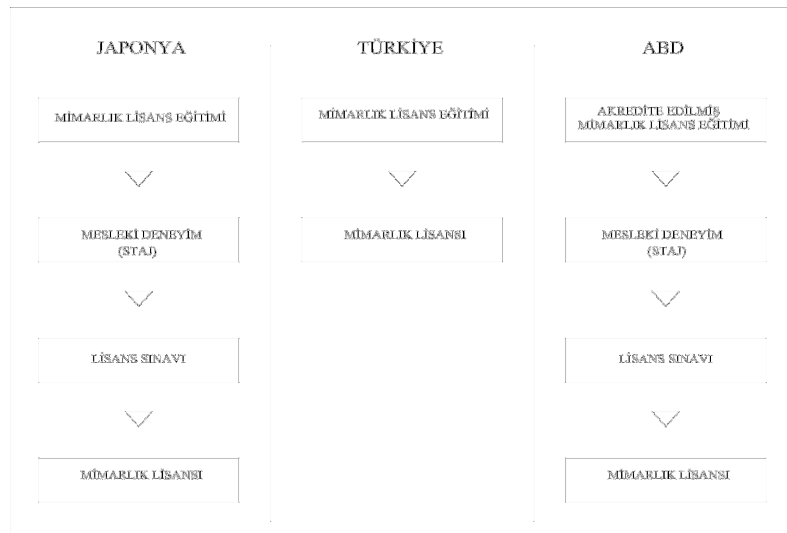 JAPONYA
MİMARLIK LİSANS EĞİTİMİ
MESLEKİ DENEYİM
(STAJ)
LİSANS SINAVI
MİMARLIK LİSANSI
TÜRKİYE
MİMARLIK LİSANS EĞİTİMİ
MİMARLIK LİSANSI
ABD
AKREDİTE EDİLMİŞ
MİMARLIK LİSANS EĞİTİMİ
MESLEKİ DENEYİM
(STAJ)
LİSANS SINAVI
MİMARLIK LİSANSI